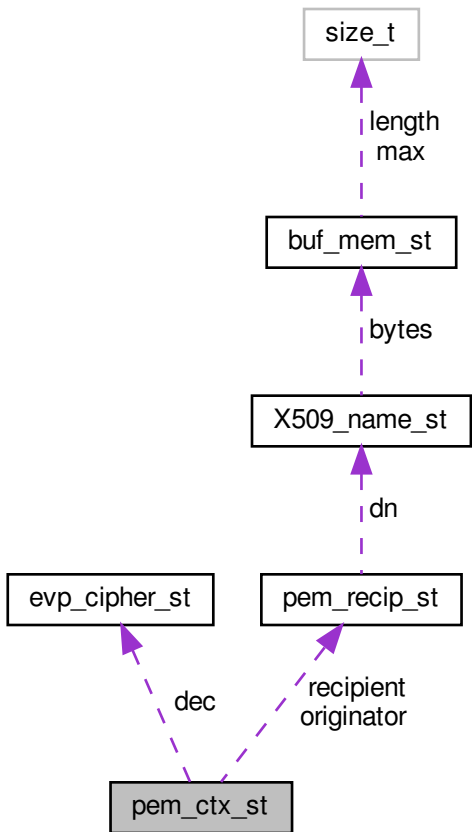 size_t
length
max
buf_mem_st
bytes
X509_name_st
dn
evp_cipher_st
pem_recip_st
dec
recipient
originator
pem_ctx_st